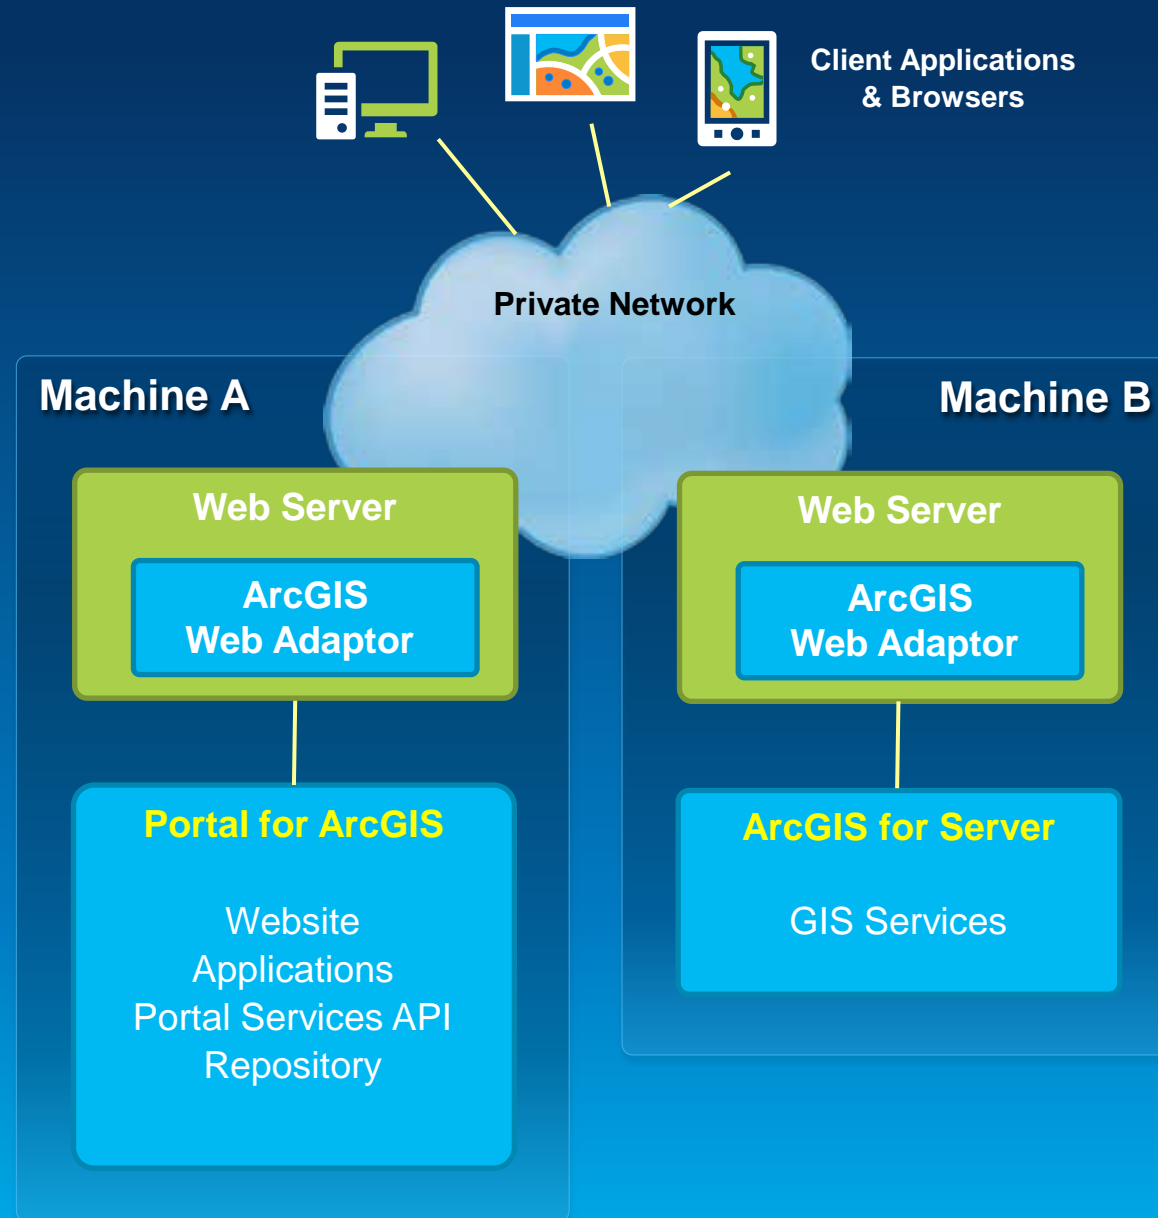 Client Applications
& Browsers
Private Network
Machine A
Machine B
Web Server
ArcGIS
Web Adaptor
Web Server
ArcGIS
Web Adaptor
Portal for ArcGIS
Website
Applications
Portal Services API
Repository
ArcGIS for Server
GIS Services